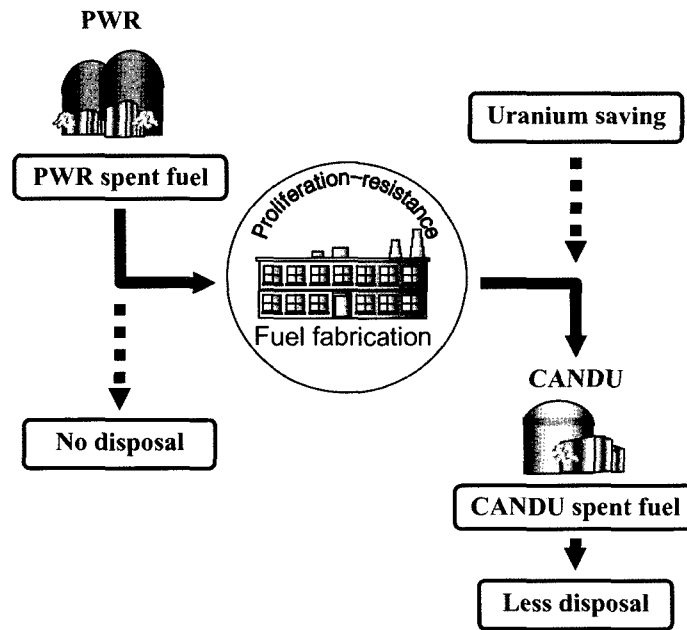 PWR
PWR spent fuel
No disposal
Proliferation-resistance
Fuel fabrication
Uranium saving
CANDU
CANDU spent fuel
Less disposal